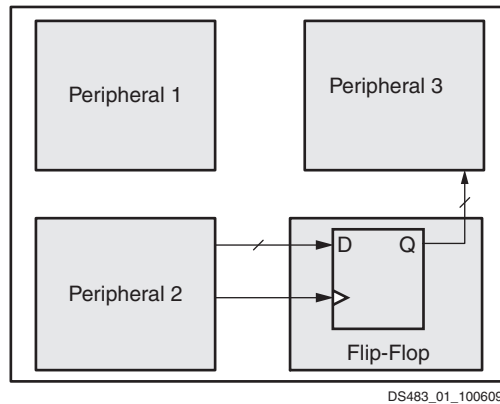 Peripheral 1
Peripheral 3
Peripheral 2
D
Q
Flip-Flop
DS483_01_100609